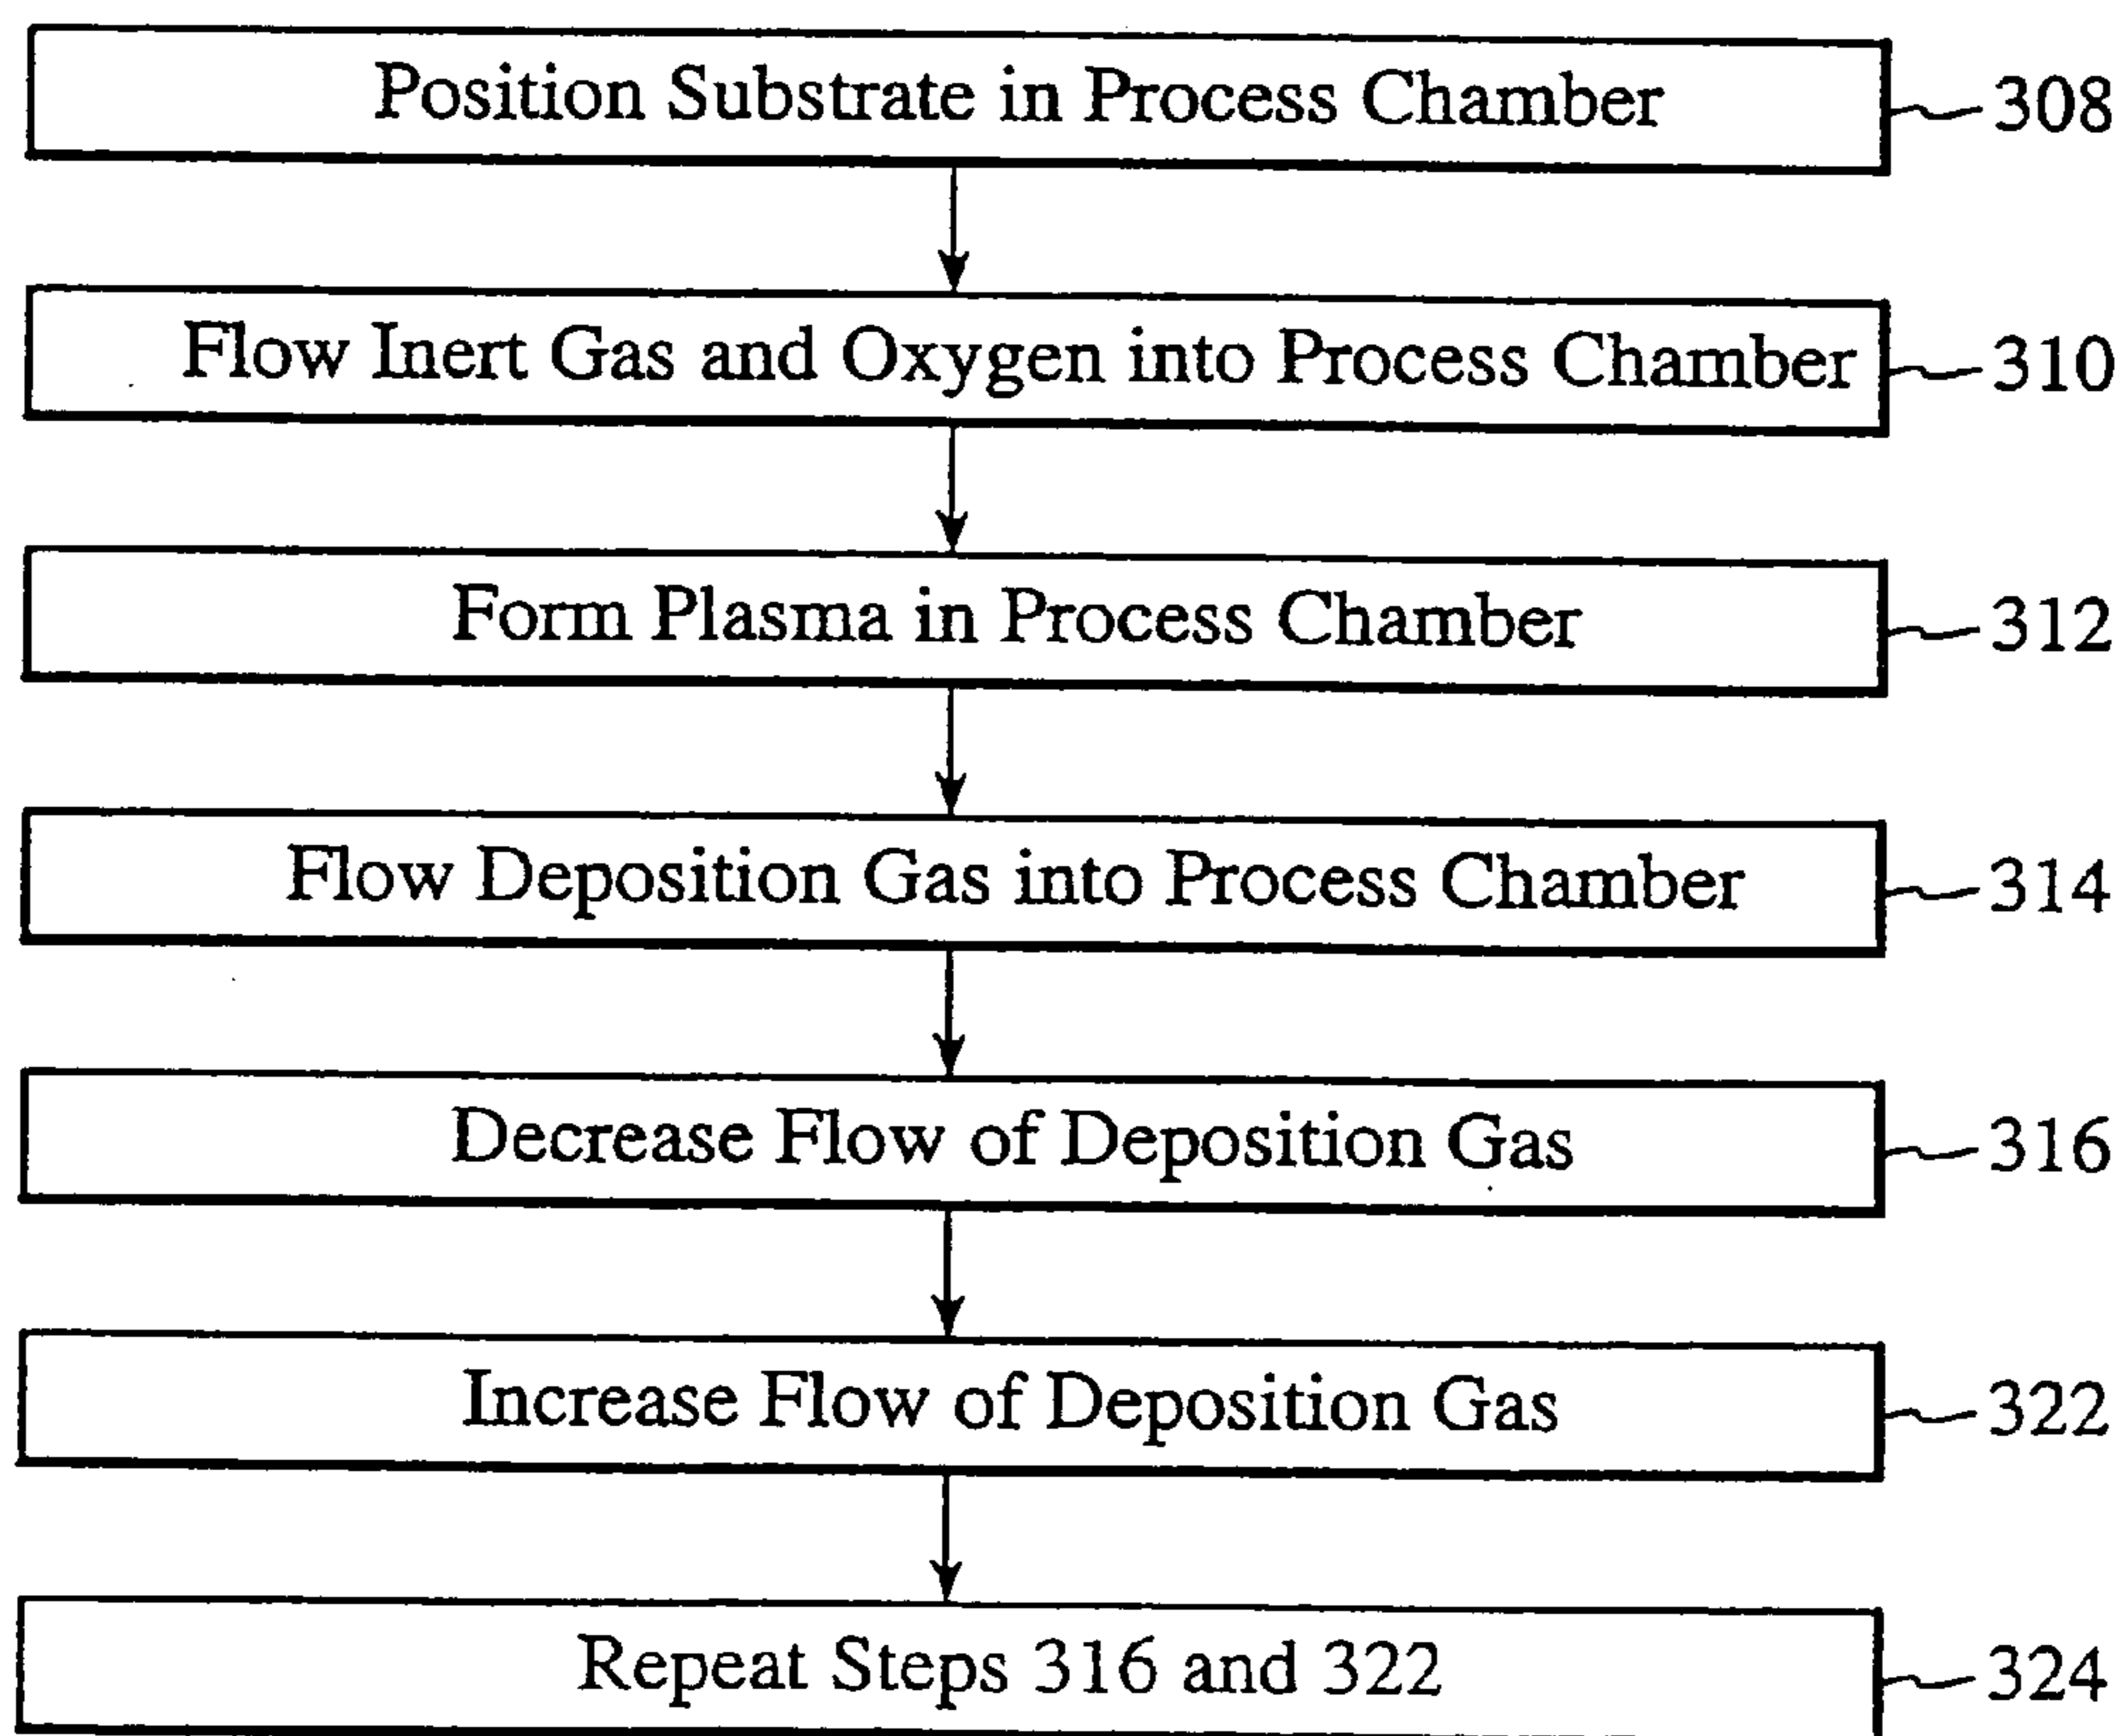 Position Substrate in Process Chamber 308
Flow Inert Gas and Oxygen into Process Chamber 310
Form Plasma in Process Chamber 312
Flow Deposition Gas into Process Chamber 314
Decrease Flow of Deposition Gas 316
Increase Flow of Deposition Gas 322
Repeat Steps 316 and 322 324